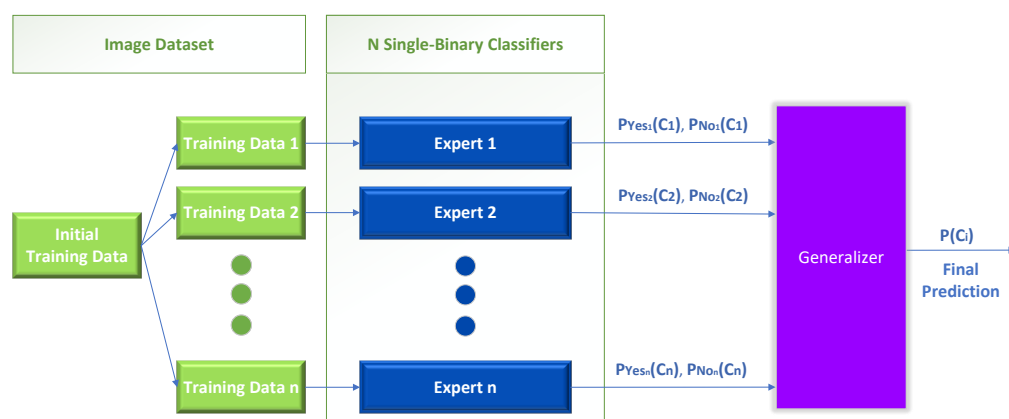 Image Dataset
N Single-Binary Classifiers
Training Data 1
Expert 1
PYes₁(C1), PNo₁(C1)
Training Data 2
Expert 2
PYes₂(C2), PNo₂(C2)
Initial
Training Data
Generalizer
P(Ci)
Final
Prediction
Training Data n
Expert n
PYesₙ(Cn), PNoₙ(Cn)